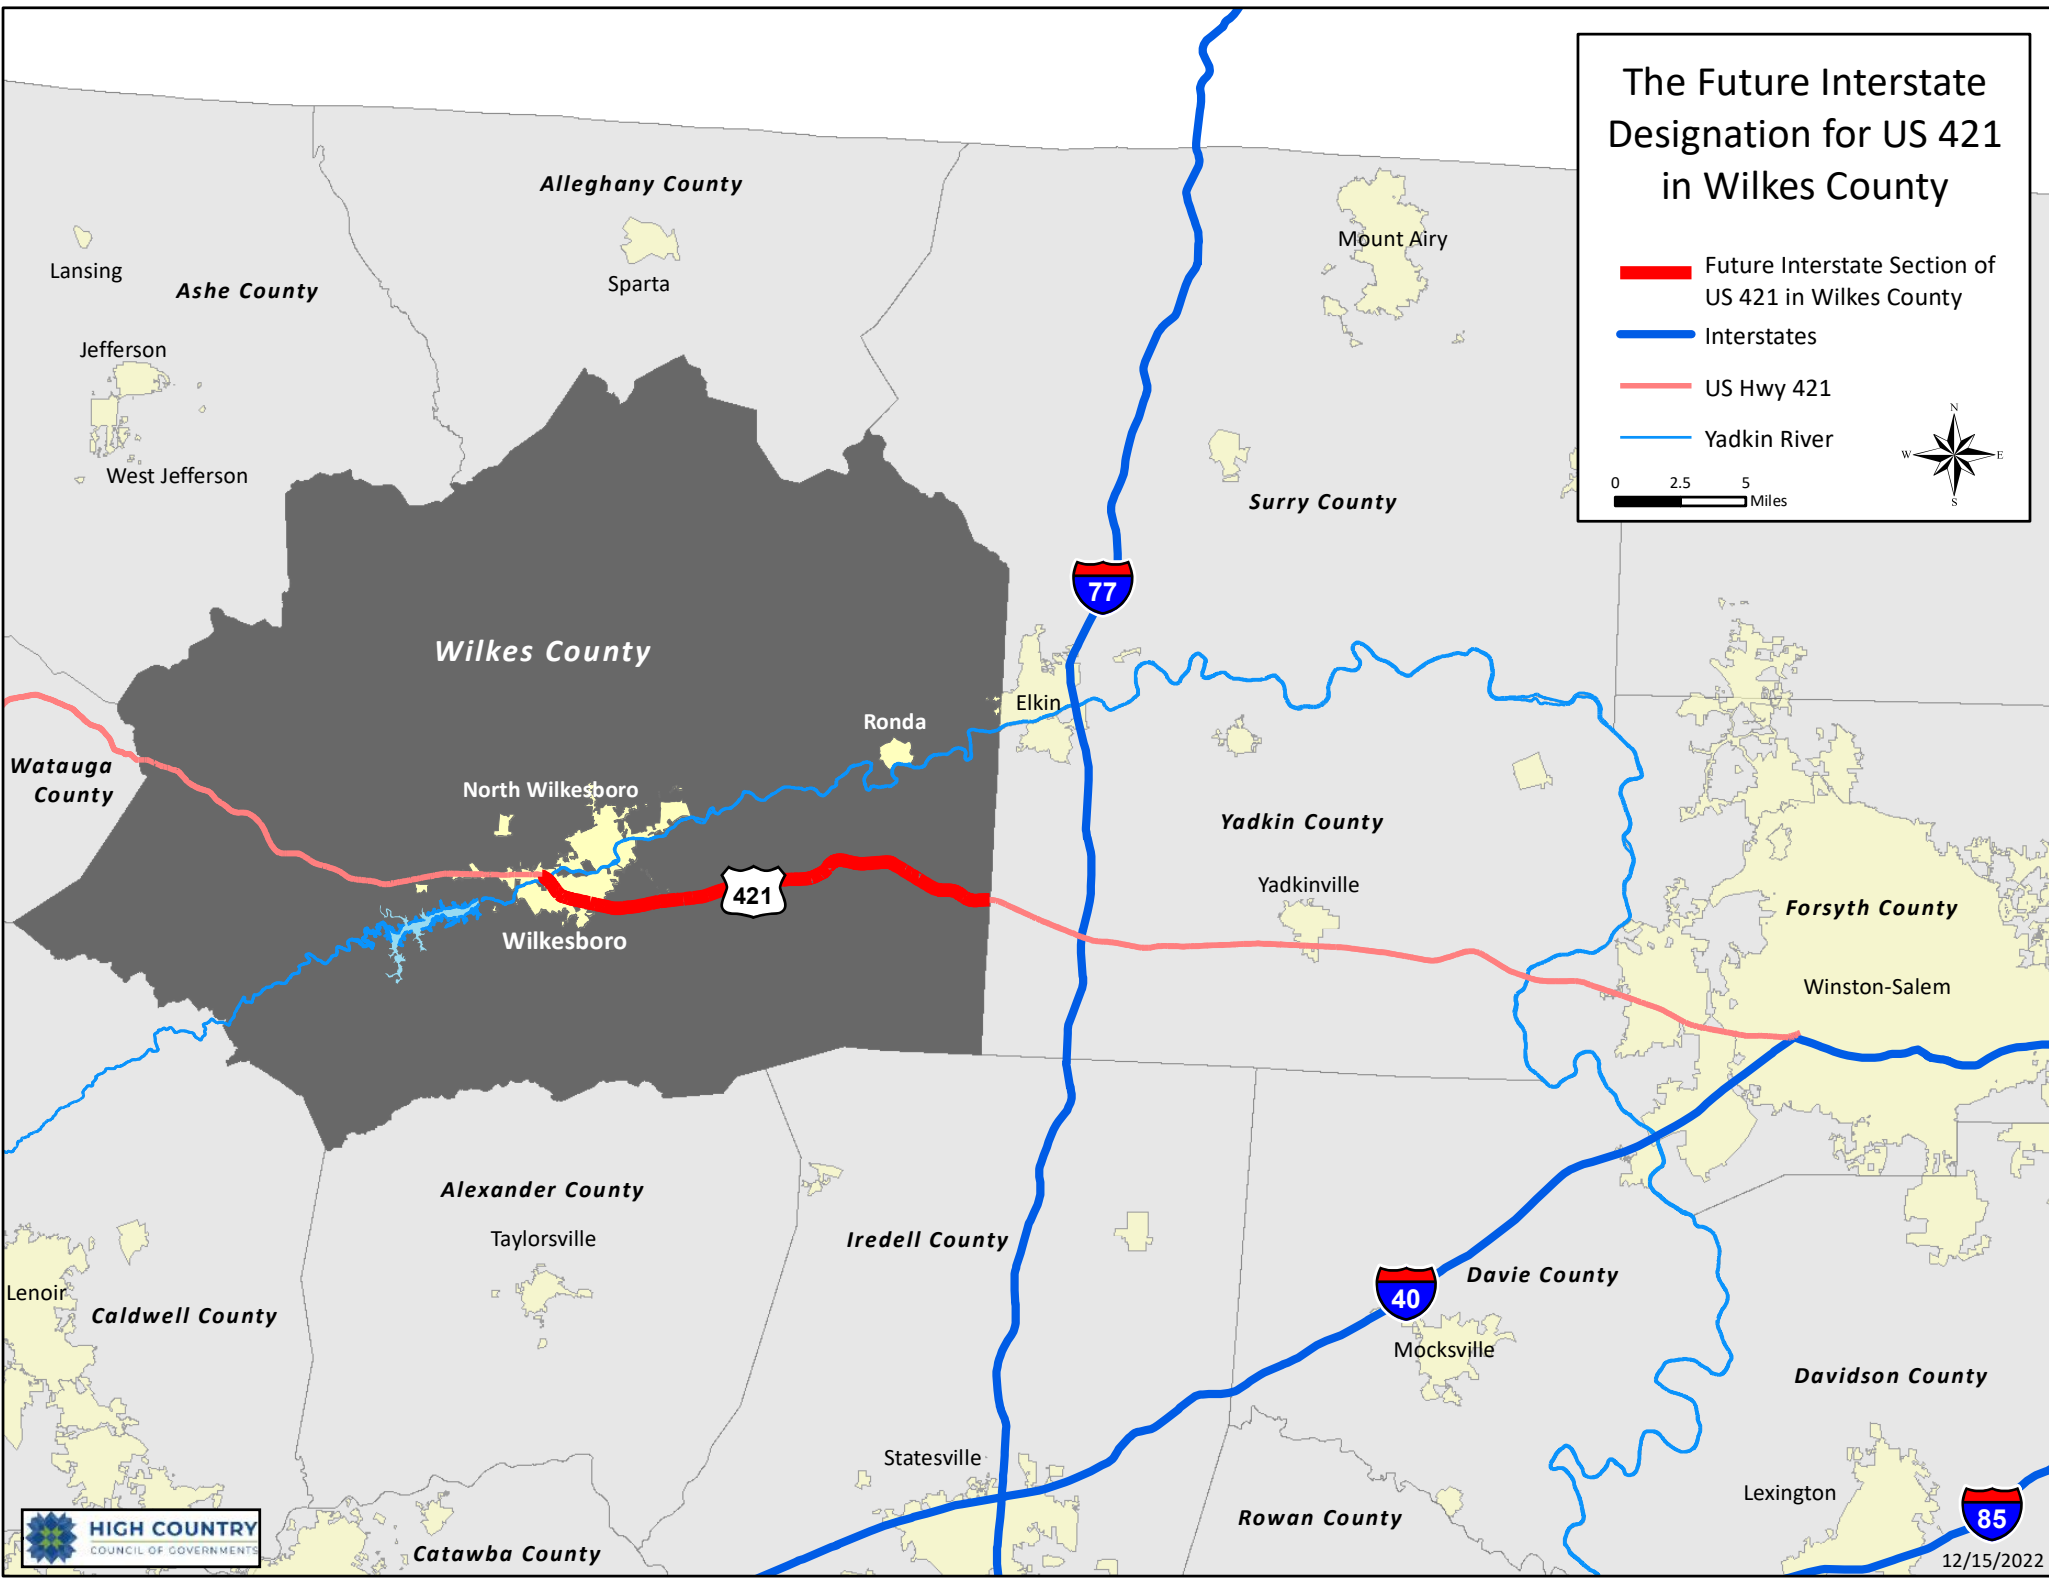 The Future Interstate
Designation for US 421
in Wilkes County
Future Interstate Section of
US 421 in Wilkes County
Interstates
US Hwy 421
Yadkin River
N
W
E
S
0 2.5 5
Miles
Alleghany County
Sparta
Lansing
Ashe County
Jefferson
West Jefferson
Mount Airy
Surry County
77
Wilkes County
Elkin
Ronda
Watauga
County
North Wilkesboro
Yadkin County
Yadkinville
421
Wilkesboro
Forsyth County
Winston-Salem
Alexander County
Taylorsville
Iredell County
Lenoir
Caldwell County
40
Davie County
Mocksville
Davidson County
Statesville
Lexington
Rowan County
85
Catawba County
HIGH COUNTRY
COUNCIL OF GOVERNMENTS
12/15/2022